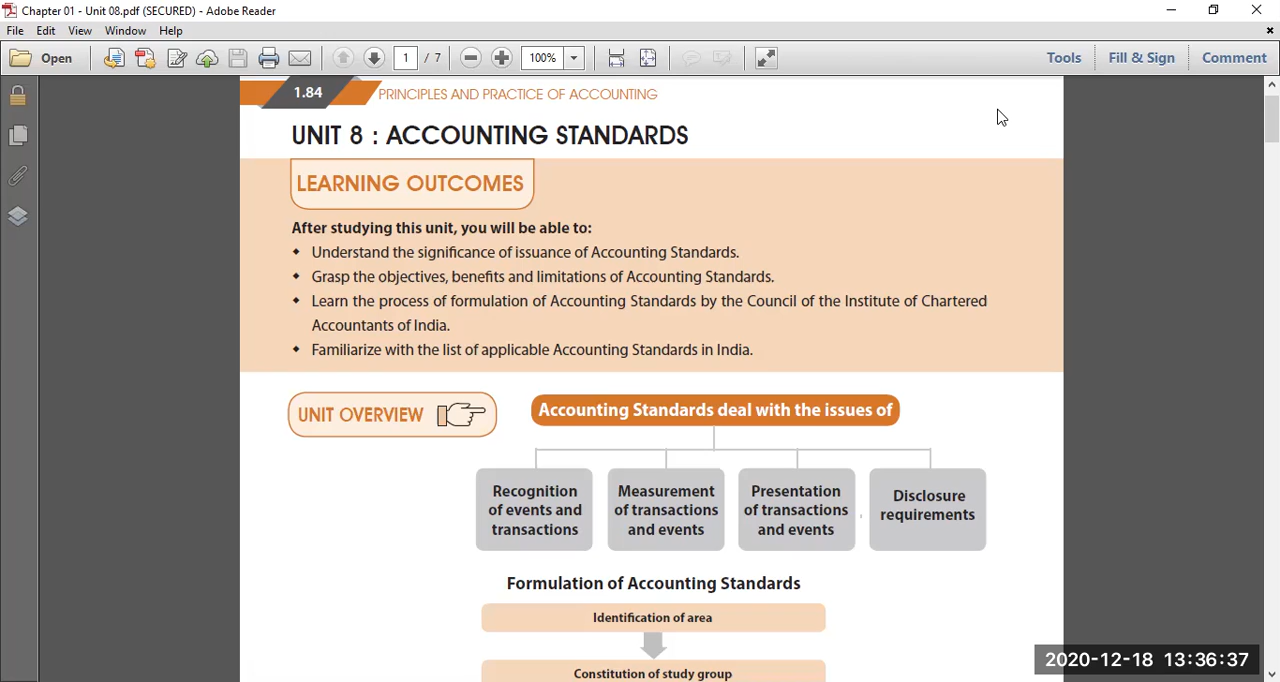 Chapter 01 - Unit 08.pdf (SECURED) - Adobe Reader
File Edit View Window Help
Open 1 / 7 100% Tools Fill & Sign Comment
1.84 PRINCIPLES AND PRACTICE OF ACCOUNTING
UNIT 8 : ACCOUNTING STANDARDS
LEARNING OUTCOMES
After studying this unit, you will be able to:
Understand the significance of issuance of Accounting Standards.
Grasp the objectives, benefits and limitations of Accounting Standards.
Learn the process of formulation of Accounting Standards by the Council of the Institute of Chartered
Accountants of India.
Familiarize with the list of applicable Accounting Standards in India.
UNIT OVERVIEW
Accounting Standards deal with the issues of
Recognition
of events and
transactions
Measurement
of transactions
and events
Presentation
of transactions
and events
Disclosure
requirements
Formulation of Accounting Standards
Identification of area
Constitution of study group
2020-12-18 13:36:37